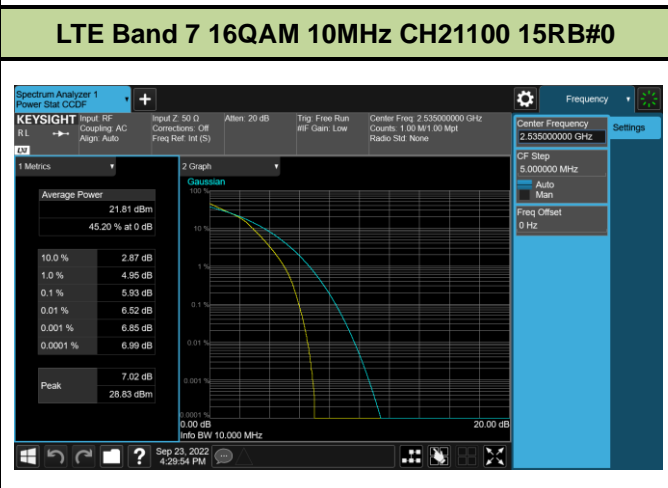 LTE Band 7 16QAM 10MHz CH21100 15RB#0
Spectrum Analyzer 1
Power Stat CCDF
+
Frequency
KEYSIGHT
RL
LXI
Input: RF
Coupling: AC
Align: Auto
Input Z: 50 Ω
Corrections: Off
Freq Ref: Int (S)
Atten: 20 dB
Trig: Free Run
#IF Gain: Low
Center Freq: 2.535000000 GHz
Counts: 1.00 M/1.00 Mpt
Radio Std: None
Center Frequency
2.535000000 GHz
Settings
CF Step
5.000000 MHz
Auto
Man
Freq Offset
0 Hz
1 Metrics
Average Power
21.81 dBm
45.20 % at 0 dB
10.0 % 2.87 dB
1.0 % 4.95 dB
0.1 % 5.93 dB
0.01 % 6.52 dB
0.001 % 6.85 dB
0.0001 % 6.99 dB
Peak
7.02 dB
28.83 dBm
2 Graph
Gaussian
100 %
10 %
1 %
0.1 %
0.01 %
0.001 %
0.0001 %
0.00 dB 20.00 dB
Info BW 10.000 MHz
?
Sep 23, 2022
4:29:54 PM